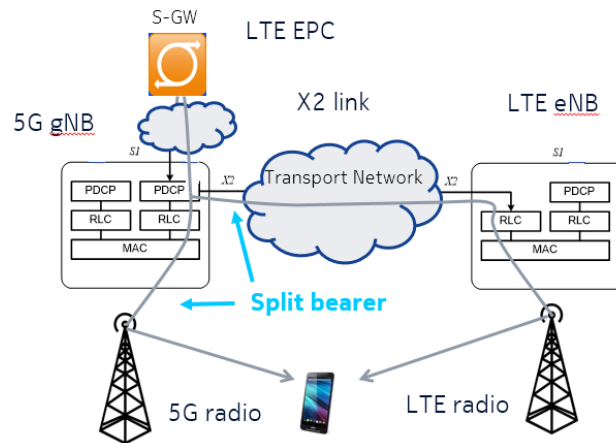 S-GW
LTE EPC
5G gNB
X2 link
LTE eNB
S1
S1
PDCP
PDCP
X2
Transport Network
X2
PDCP
RLC
RLC
RLC
RLC
MAC
MAC
Split bearer
5G radio
LTE radio